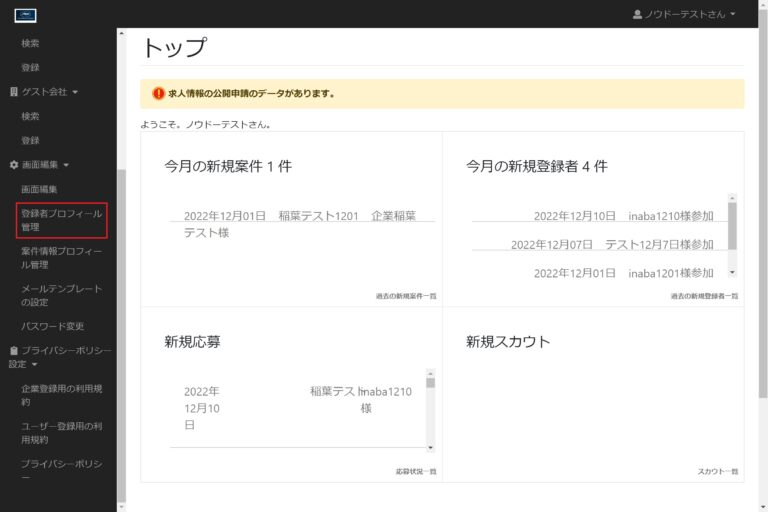 ノウドーテストさん
検索
登録
ゲスト会社
検索
登録
画面編集
画面編集
登録者プロフィール
管理
案件情報プロフィー
ル管理
メールテンプレート
の設定
パスワード変更
プライバシーポリシー
設定
企業登録用の利用規
約
ユーザー登録用の利
用規約
プライバシーポリシ
ー
トップ
求人情報の公開申請のデータがあります。
ようこそ。ノウドーテストさん。
今月の新規案件 1 件
2022年12月01日 稲葉テスト1201 企業稲葉
テスト様
過去の新規案件一覧
今月の新規登録者 4 件
2022年12月10日 inaba1210様参加
2022年12月07日 テスト12月7日様参加
2022年12月01日 inaba1201様参加
過去の新規登録者一覧
新規応募
2022年
12月10
日
稲葉テス
inaba1210
様
応募状況一覧
新規スカウト
スカウト一覧